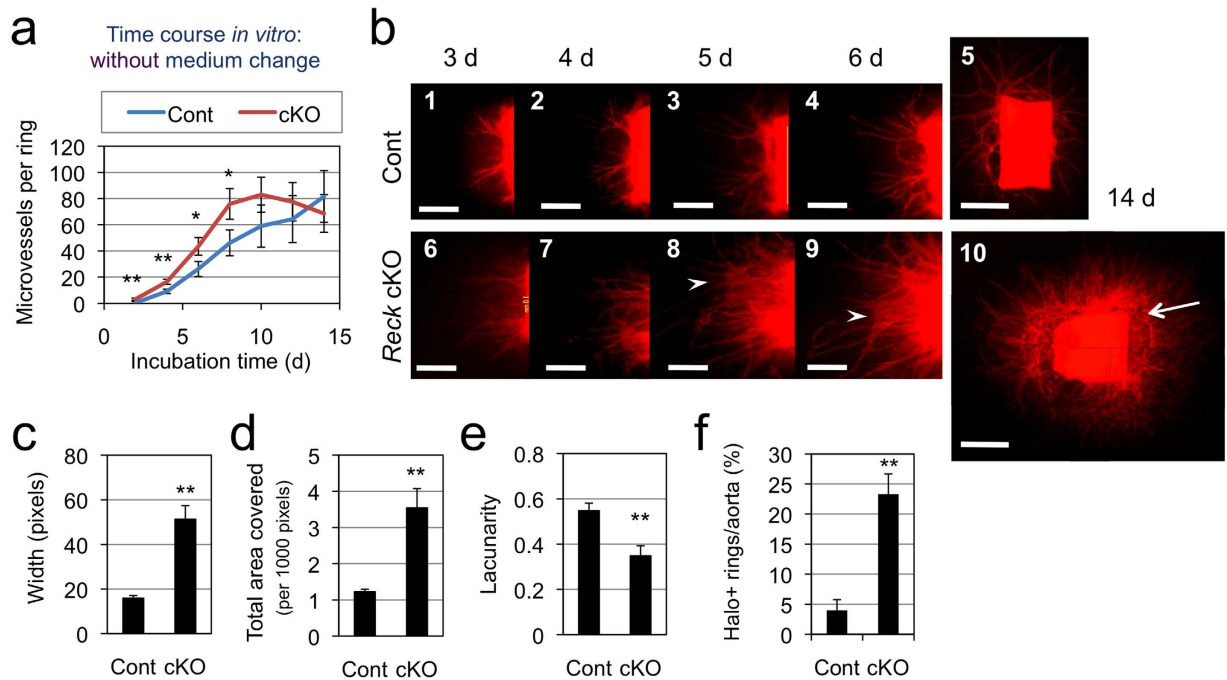 a
Time course in vitro:
without medium change
Cont cKO
Microvessels per ring
120
100
80
60
40
20
0
** ** * *
0 5 10 15
Incubation time (d)
b
3 d 4 d 5 d 6 d
Cont
1 2 3 4 5
14 d
Reck cKO
6 7 8 9 10
c
Width (pixels)
80
60
40
20
0
**
Cont cKO
d
Total area covered
(per 1000 pixels)
5
4
3
2
1
0
**
Cont cKO
e
Lacunarity
0.8
0.6
0.4
0.2
0
**
Cont cKO
f
Halo+ rings/aorta (%)
30
25
20
15
10
5
0
**
Cont cKO